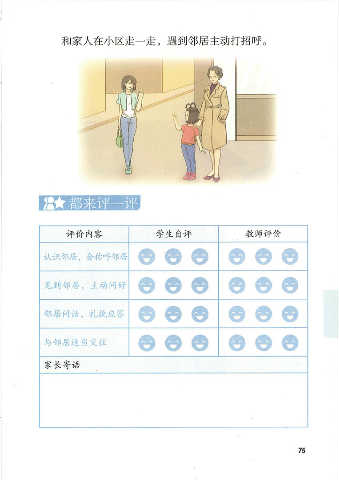 和家人在小区走一走，遇到邻居主动打招呼。
都来评一评
评价内容 学生自评 教师评价
认识邻居，会称呼邻居
见到邻居，主动问好
邻居问话，礼貌应答
与邻居适当交往
家长寄话
75